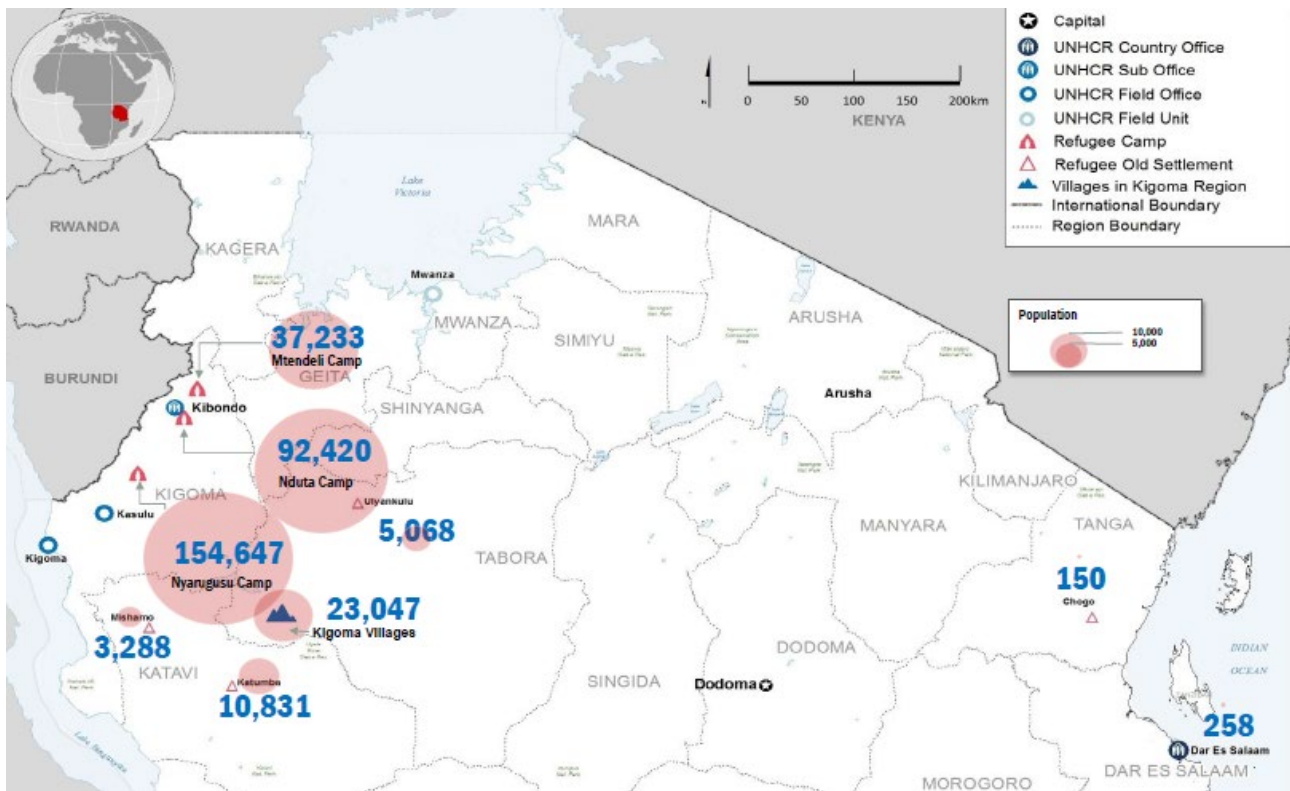 Capital
UNHCR Country Office
UNHCR Sub Office
UNHCR Field Office
UNHCR Field Unit
Refugee Camp
Refugee Old Settlement
Villages in Kigoma Region
International Boundary
Region Boundary
0 50 100 150 200km
KENYA
Lake
Victoria
RWANDA
KAGERA
MARA
Mwanza
MWANZA
SIMIYU
ARUSHA
Population
10,000
5,000
37,233
Mtendeli Camp
GEITA
BURUNDI
Kibondo
SHINYANGA
Arusha
92,420
Nduta Camp
KIGOMA
Ulyankulu
5,068
Kasulu
Kigoma
154,647
Nyarugusu Camp
TABORA
KILIMANJARO
MANYARA
TANGA
150
Chogo
23,047
Kigoma Villages
Mishamo
3,288
KATAVI
Katumba
10,831
SINGIDA
DODOMA
Dodoma
INDIAN
OCEAN
258
Dar Es Salaam
DAR ES SALAAM
MOROGORO
Lake Tanganyika